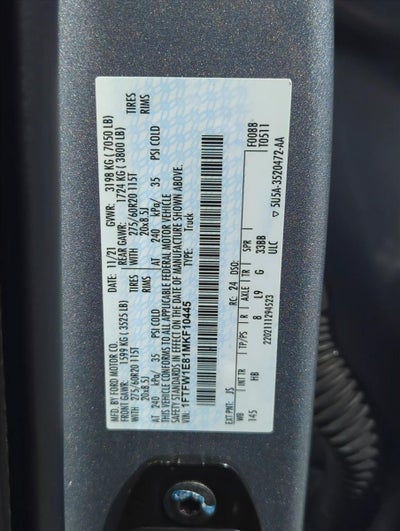 MFD. BY FORD MOTOR CO.
DATE: 11/21 GVWR: 3198 KG ( 7050 LB)
FRONT GAWR: 1599 KG ( 3525 LB) REAR GAWR: 1724 KG ( 3800 LB)
275/60R20 115T WITH 275/60R20 115T TIRES
20x8.5J 20x8.5J RIMS
AT 240 kPa/ 35 PSI COLD AT 240 kPa/ 35 PSI COLD
THIS VEHICLE CONFORMS TO ALL APPLICABLE FEDERAL MOTOR VEHICLE
SAFETY STANDARDS IN EFFECT ON THE DATE OF MANUFACTURE SHOWN ABOVE.
VIN: 1FTFW1E81MKF10445 TYPE: Truck
F0088
T0511
EXT PNT: JS RC: 24 DSO:
WB INT TR TP/PS R AXLE TR SPR
145 HB 8 L9 G 33BB
ULC
2202111294523 5U5A-3520472-AA